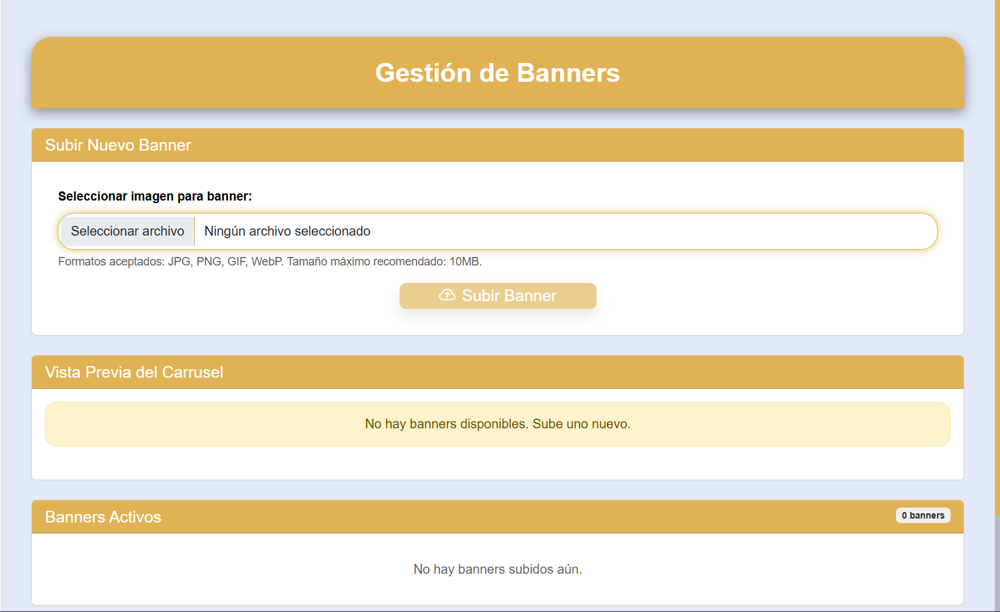 Gestión de Banners
Subir Nuevo Banner
Seleccionar imagen para banner:
Seleccionar archivo Ningún archivo seleccionado
Formatos aceptados: JPG, PNG, GIF, WebP. Tamaño máximo recomendado: 10MB.
Subir Banner
Vista Previa del Carrusel
No hay banners disponibles. Sube uno nuevo.
Banners Activos 0 banners
No hay banners subidos aún.